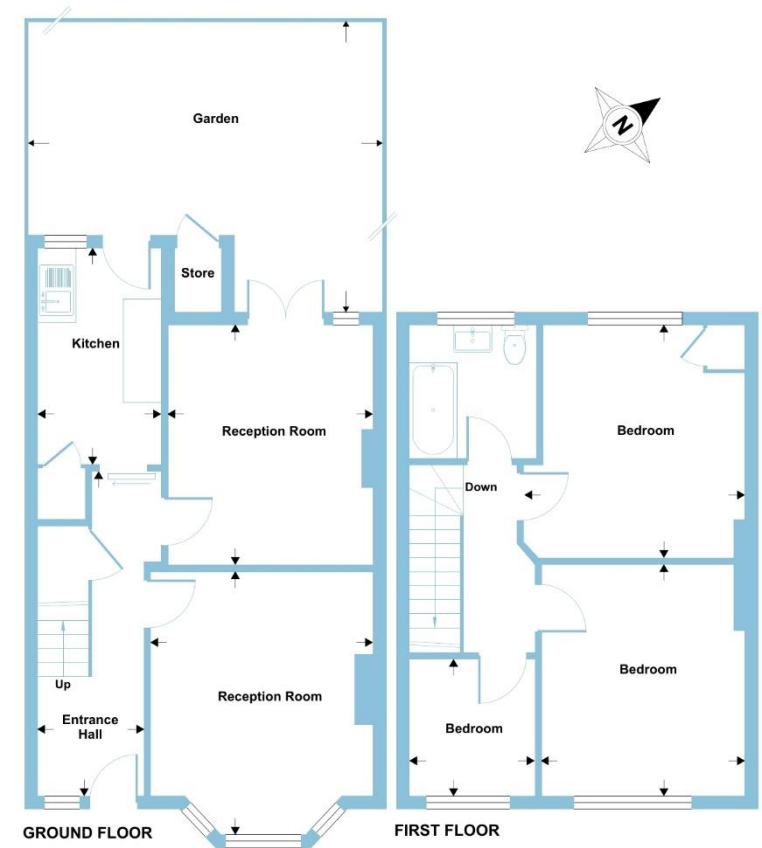 Garden
N
Store
Kitchen
Reception Room
Bedroom
Down
Reception Room
Bedroom
Up
Entrance
Hall
Bedroom
GROUND FLOOR
FIRST FLOOR